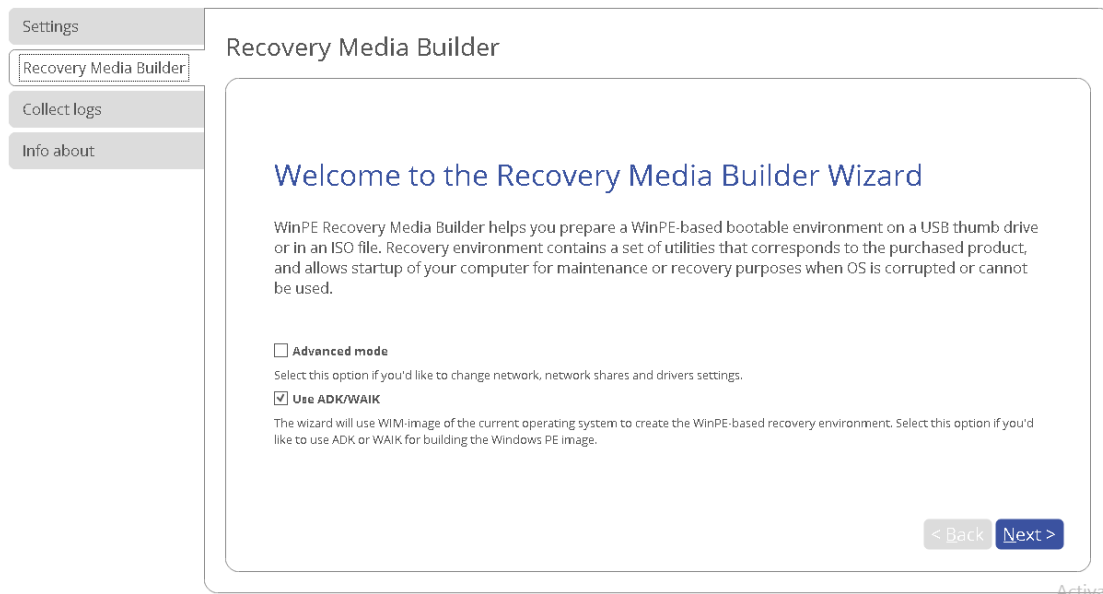 Settings
Recovery Media Builder
Collect logs
Info about
Recovery Media Builder
Welcome to the Recovery Media Builder Wizard
WinPE Recovery Media Builder helps you prepare a WinPE-based bootable environment on a USB thumb drive
or in an ISO file. Recovery environment contains a set of utilities that corresponds to the purchased product,
and allows startup of your computer for maintenance or recovery purposes when OS is corrupted or cannot
be used.
Advanced mode
Select this option if you'd like to change network, network shares and drivers settings.
Use ADK/WAIK
The wizard will use WIM-image of the current operating system to create the WinPE-based recovery environment. Select this option if you'd
like to use ADK or WAIK for building the Windows PE image.
< Back Next >